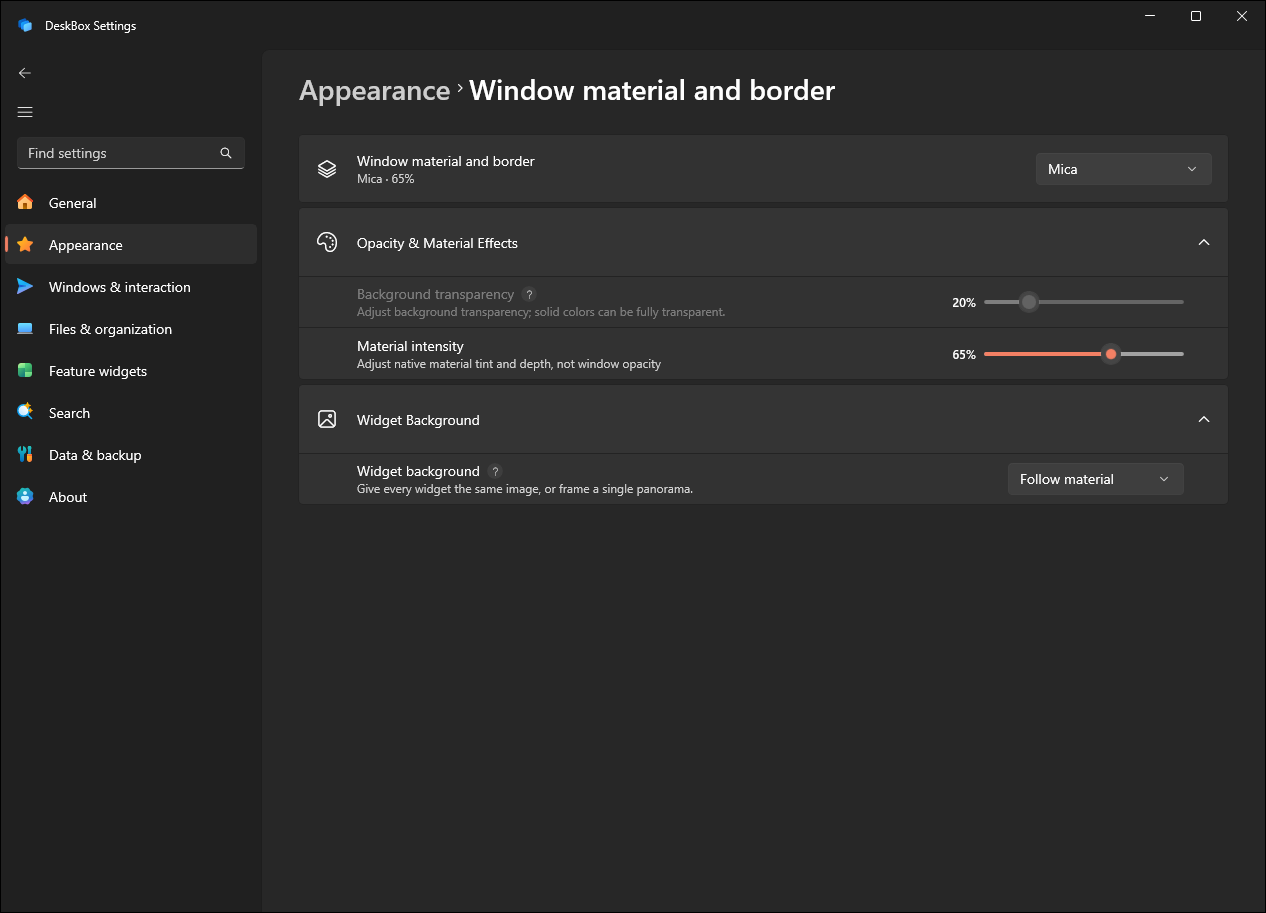 DeskBox Settings
Appearance › Window material and border
Find settings
General
Appearance
Windows & interaction
Files & organization
Feature widgets
Search
Data & backup
About
Window material and border
Mica · 65%
Mica
Opacity & Material Effects
Background transparency ?
Adjust background transparency; solid colors can be fully transparent.
20%
Material intensity
Adjust native material tint and depth, not window opacity
65%
Widget Background
Widget background ?
Give every widget the same image, or frame a single panorama.
Follow material